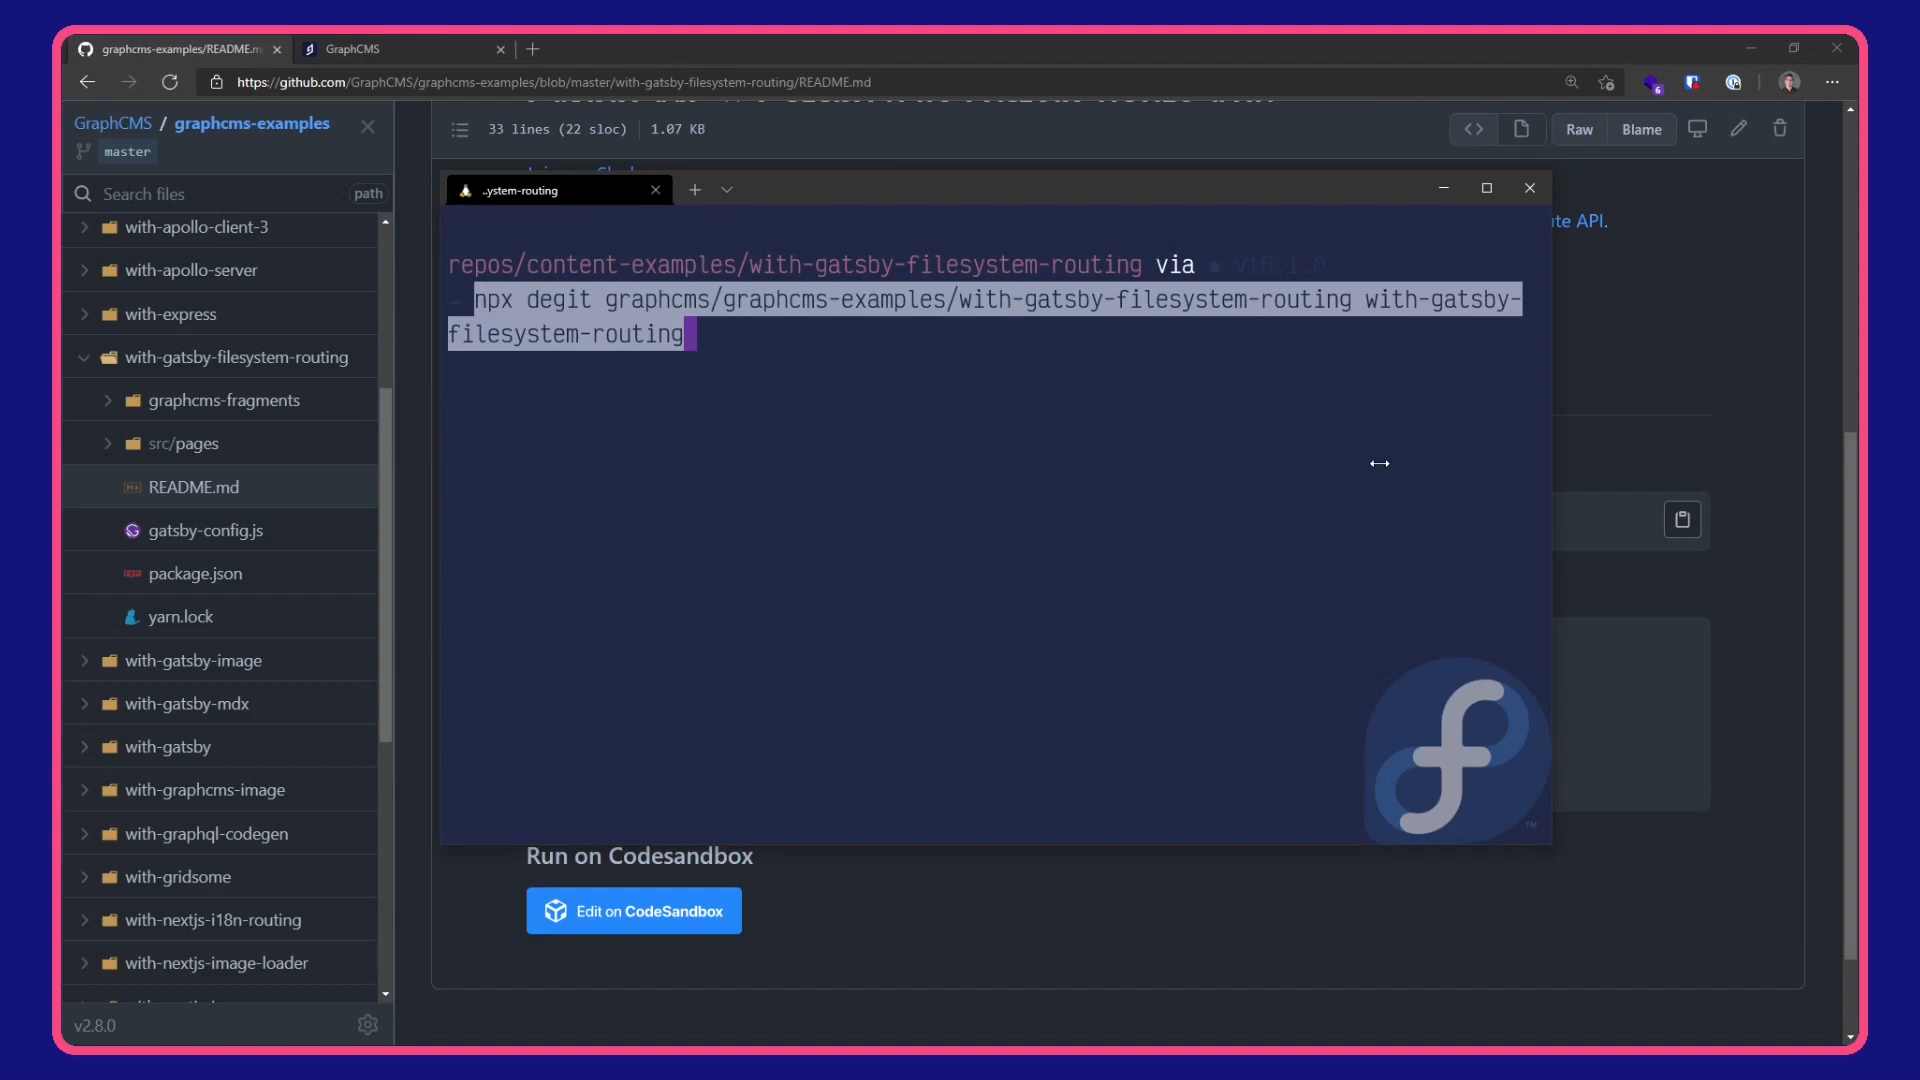 graphcms-examples/README.m
GraphCMS
https://github.com/GraphCMS/graphcms-examples/blob/master/with-gatsby-filesystem-routing/README.md
6
GraphCMS / graphcms-examples
master
Search files
path
with-apollo-client-3
with-apollo-server
with-express
with-gatsby-filesystem-routing
graphcms-fragments
src/pages
README.md
gatsby-config.js
package.json
yarn.lock
with-gatsby-image
with-gatsby-mdx
with-gatsby
with-graphcms-image
with-graphql-codegen
with-gridsome
with-nextjs-i18n-routing
with-nextjs-image-loader
v2.8.0
33 lines (22 sloc)
1.07 KB
Raw
Blame
..ystem-routing
te API.
repos/content-examples/with-gatsby-filesystem-routing via
npx degit graphcms/graphcms-examples/with-gatsby-filesystem-routing with-gatsby-
filesystem-routing
TM
Run on Codesandbox
Edit on CodeSandbox